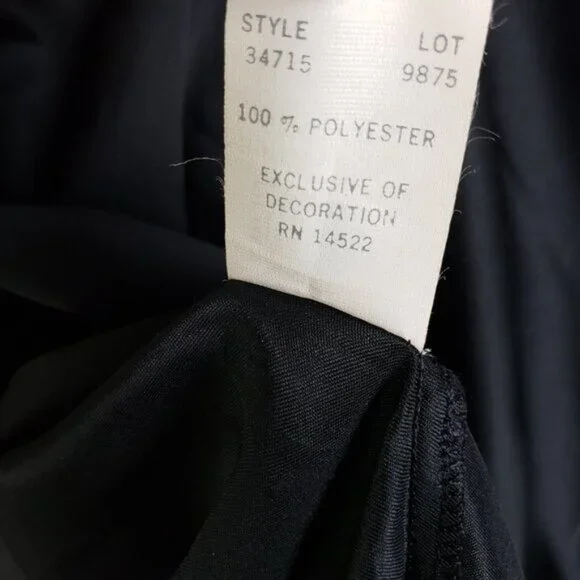 STYLE LOT
34715 9875
100 % POLYESTER
EXCLUSIVE OF
DECORATION
RN 14522